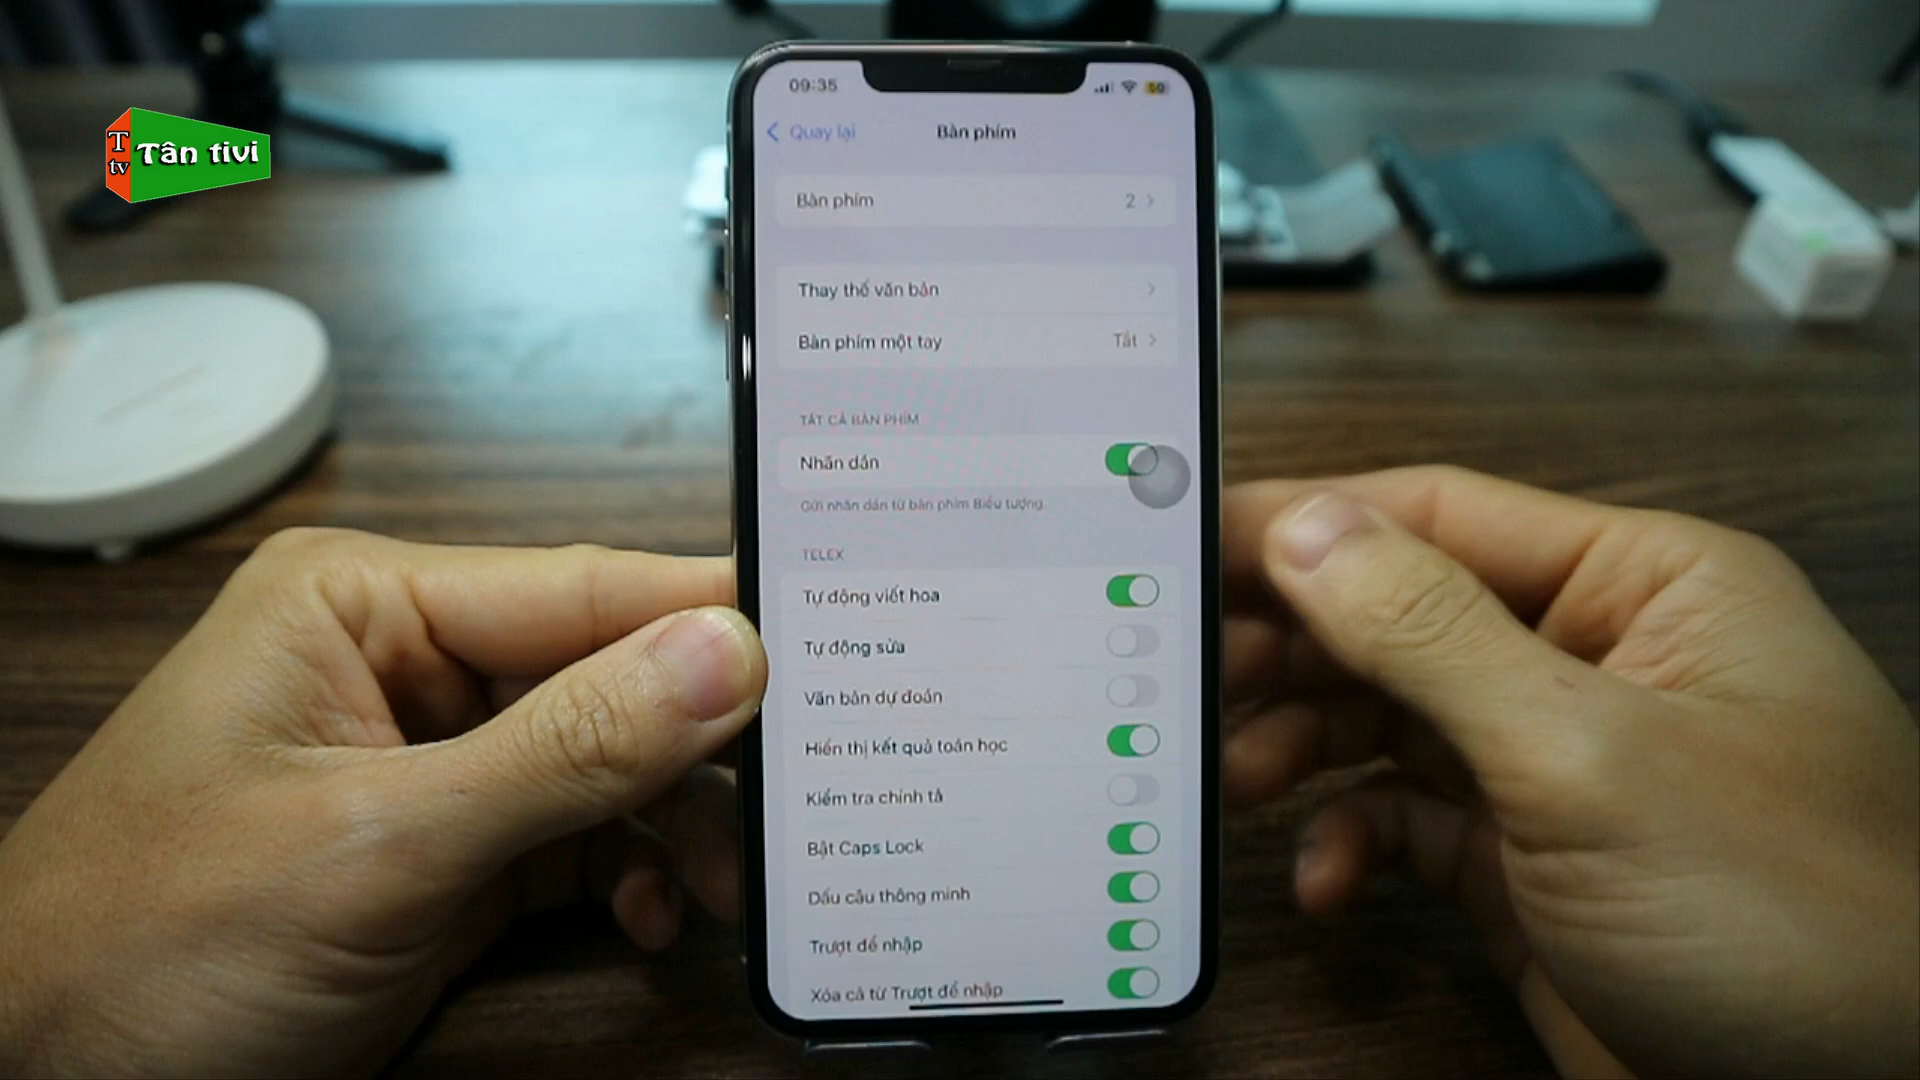 T
tv
Tân tivi
09:35
50
Quay lại
Bàn phím
Bàn phím 2
Thay thế văn bản
Bàn phím một tay Tắt
TẤT CẢ BÀN PHÍM
Nhãn dán
Gửi nhãn dán từ bàn phím Biểu tượng.
TELEX
Tự động viết hoa
Tự động sửa
Văn bản dự đoán
Hiển thị kết quả toán học
Kiểm tra chính tả
Bật Caps Lock
Dấu câu thông minh
Trượt để nhập
Xóa cả từ Trượt để nhập